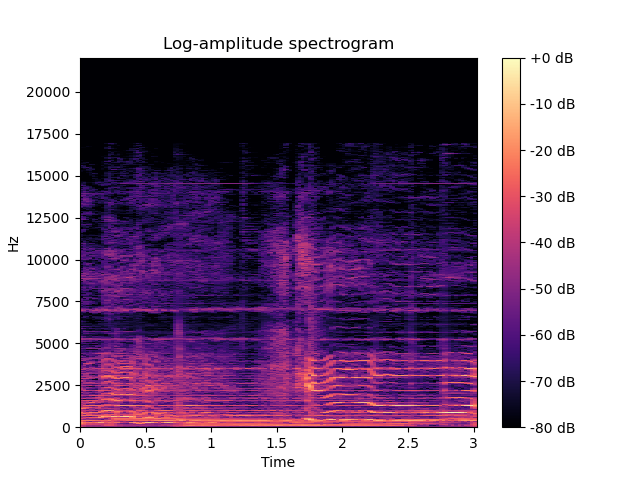 Log-amplitude spectrogram
Hz
20000
17500
15000
12500
10000
7500
5000
2500
0
0 0.5 1 1.5 2 2.5 3
Time
+0 dB
-10 dB
-20 dB
-30 dB
-40 dB
-50 dB
-60 dB
-70 dB
-80 dB